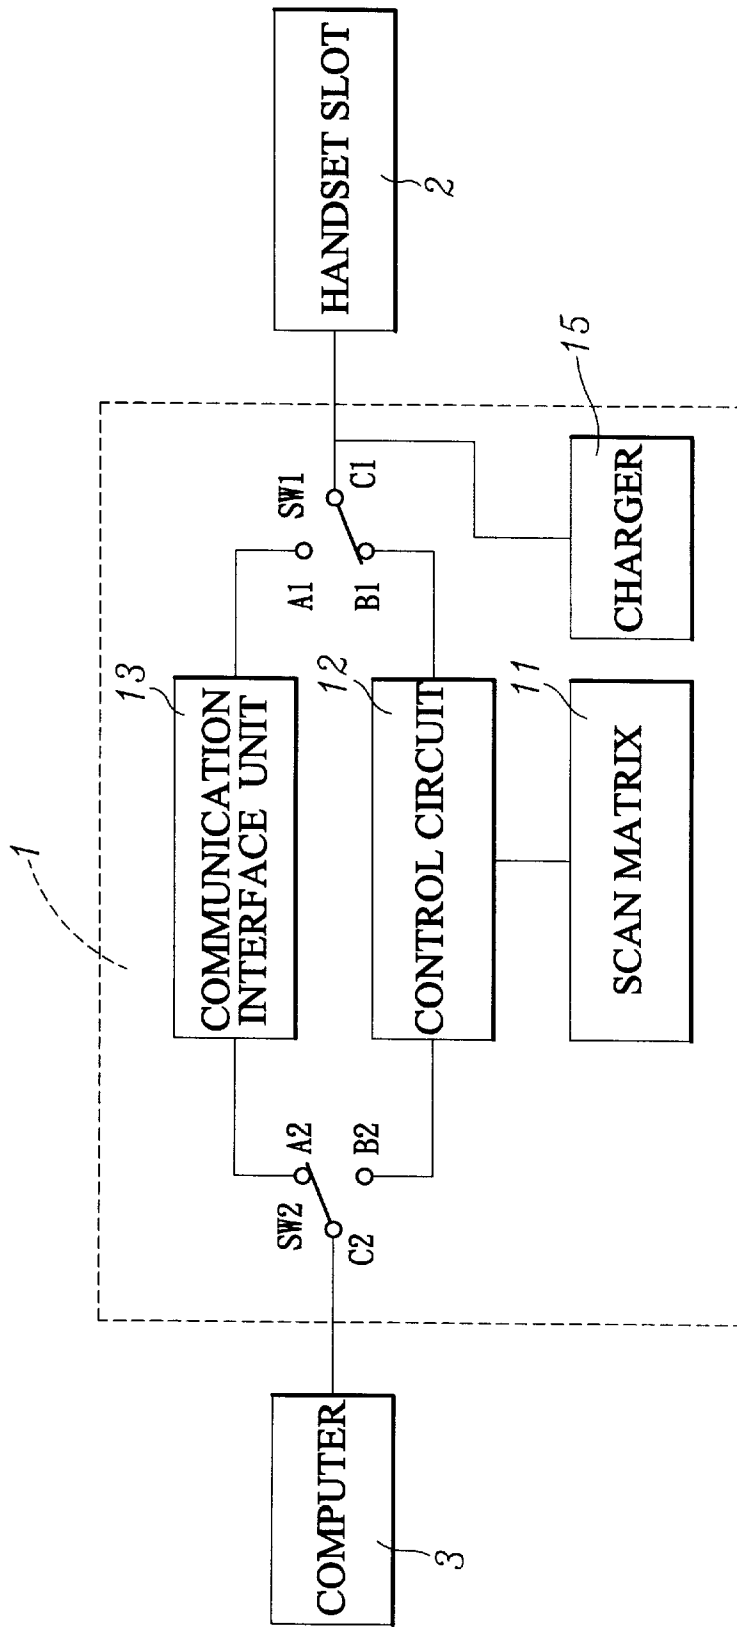 1
COMMUNICATION
INTERFACE UNIT
13
COMPUTER
3
SW2
A2
C2
B2
CONTROL CIRCUIT
12
A1
SW1
B1
C1
HANDSET SLOT
2
SCAN MATRIX
11
CHARGER
15